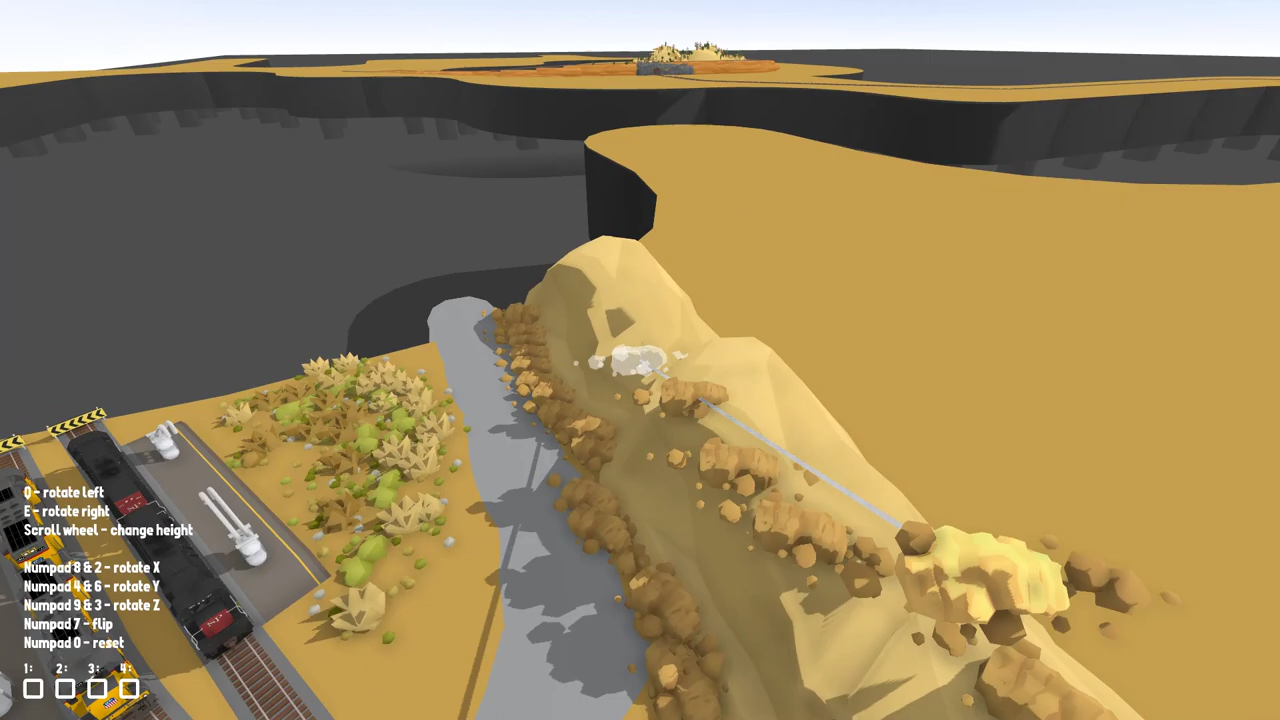 Q - rotate left
E - rotate right
Scroll wheel - change height
Numpad 8 & 2 - rotate X
Numpad 4 & 6 - rotate Y
Numpad 9 & 3 - rotate Z
Numpad 7 - flip
Numpad 0 - reset
1: 2: 3: 4: